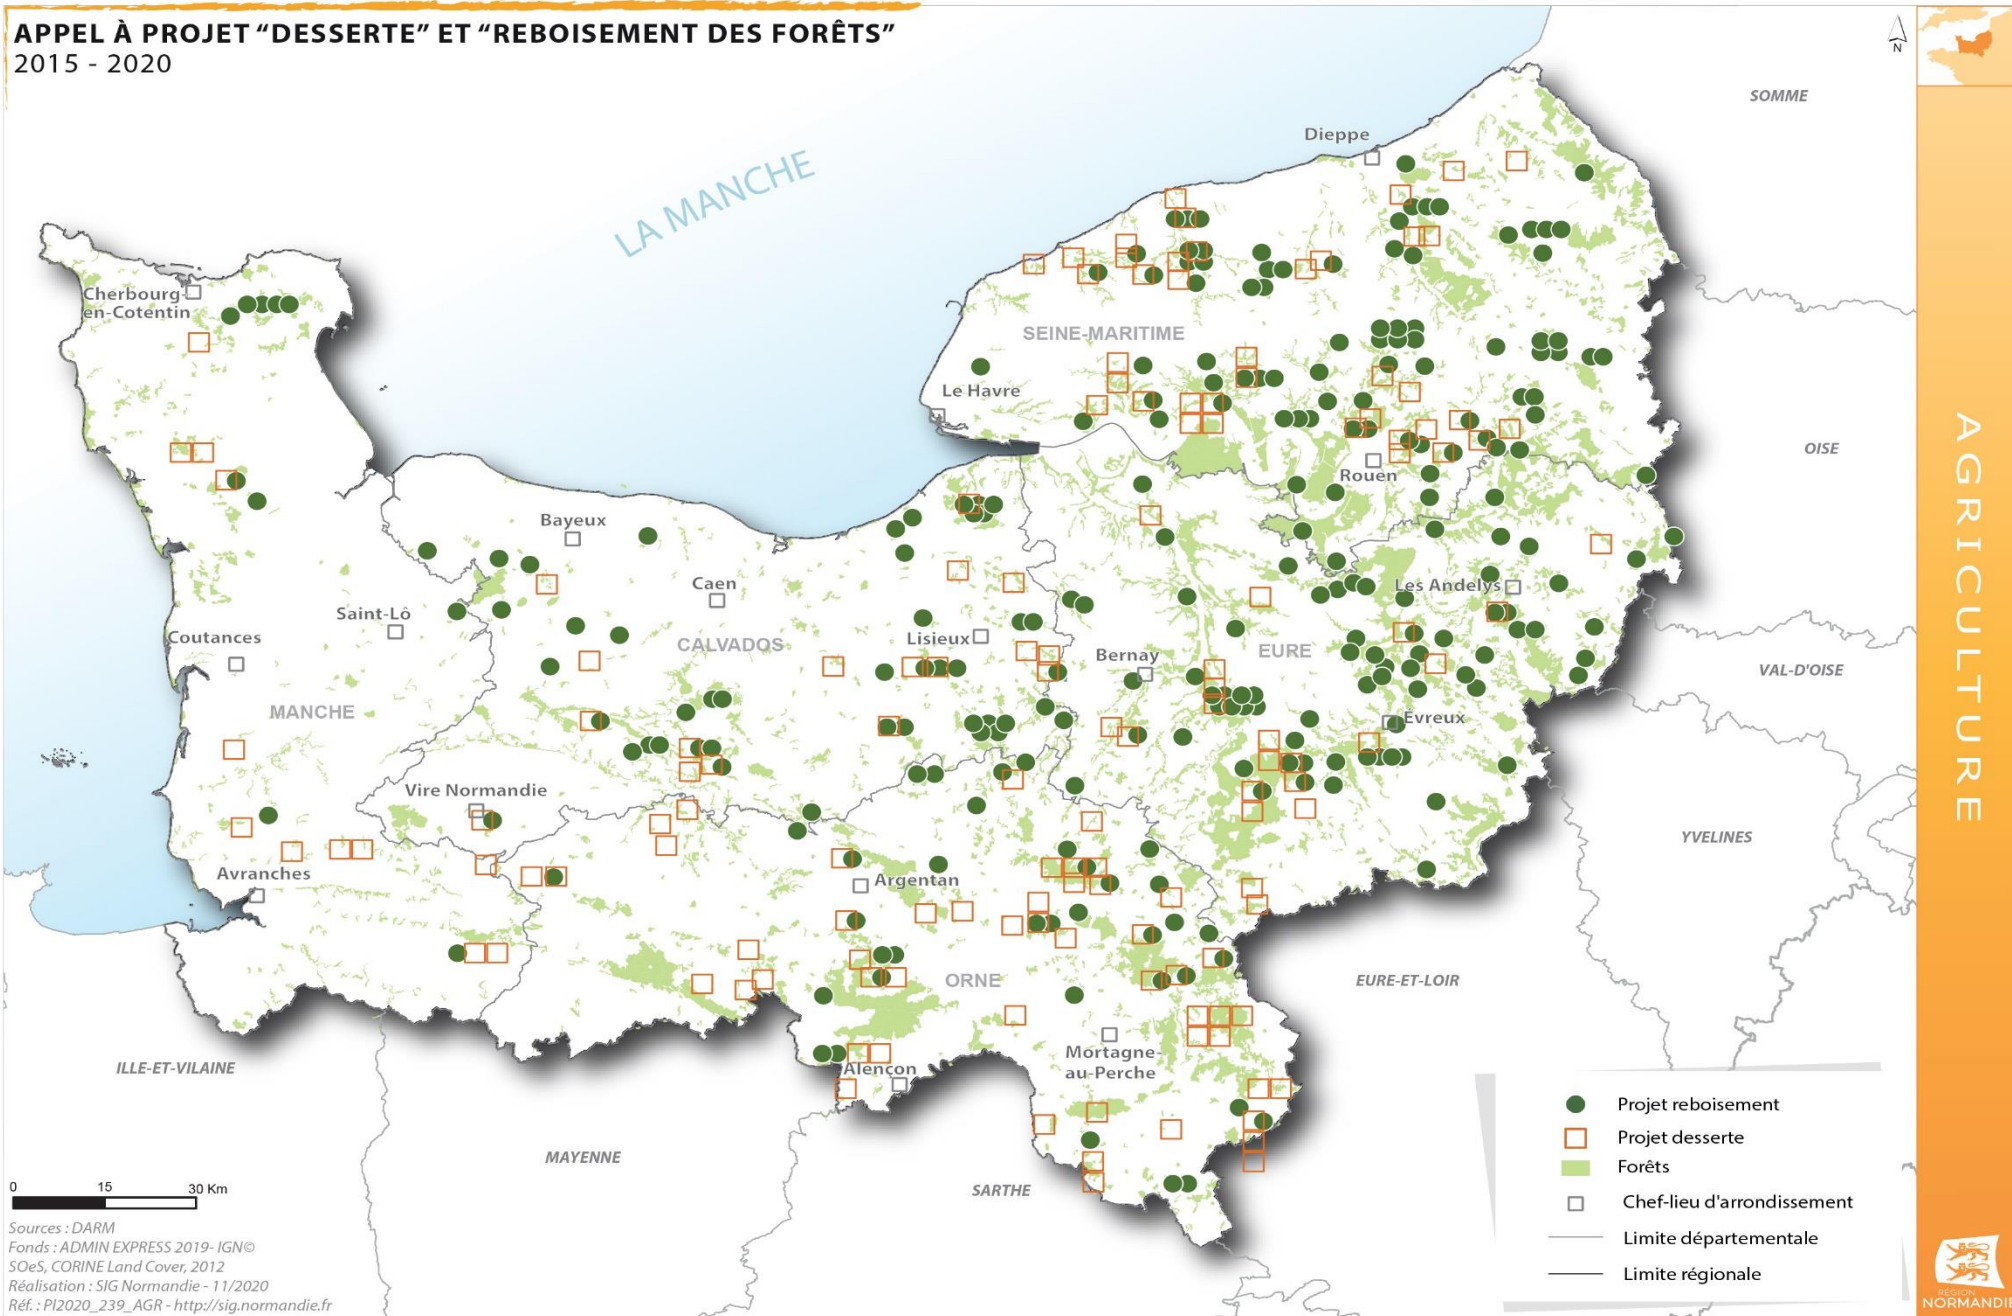 APPEL À PROJET “DESSERTE” ET “REBOISEMENT DES FORÊTS”
2015 - 2020
N
SOMME
Dieppe
LA MANCHE
Cherbourg-
en-Cotentin
SEINE-MARITIME
Le Havre
OISE
Rouen
Bayeux
Caen
Les Andelys
Saint-Lô
Coutances
CALVADOS
Lisieux
Bernay
EURE
VAL-D'OISE
MANCHE
Evreux
Vire Normandie
YVELINES
Avranches
Argentan
ORNE
EURE-ET-LOIR
Mortagne-
au-Perche
ILLE-ET-VILAINE
Alençon
MAYENNE
SARTHE
AGRICULTURE
Projet reboisement
Projet desserte
Forêts
Chef-lieu d'arrondissement
Limite départementale
Limite régionale
0 15 30 Km
Sources : DARM
Fonds : ADMIN EXPRESS 2019- IGN©
SOeS, CORINE Land Cover, 2012
Réalisation : SIG Normandie - 11/2020
Réf. : PI2020_239_AGR - http://sig.normandie.fr
RÉGION
NORMANDIE